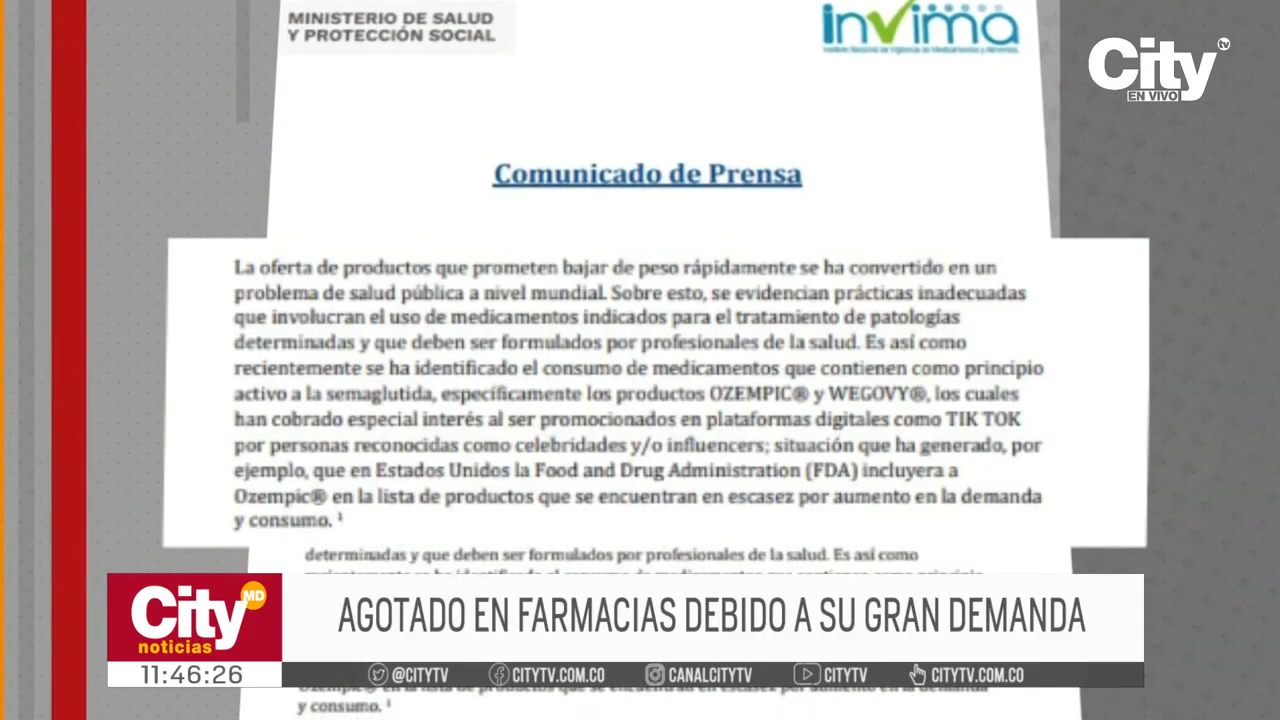 MINISTERIO DE SALUD
Y PROTECCIÓN SOCIAL
invima
Instituto Nacional de Vigilancia de Medicamentos y Alimentos
City tv
EN VIVO
Comunicado de Prensa
La oferta de productos que prometen bajar de peso rápidamente se ha convertido en un
problema de salud pública a nivel mundial. Sobre esto, se evidencian prácticas inadecuadas
que involucran el uso de medicamentos indicados para el tratamiento de patologías
determinadas y que deben ser formulados por profesionales de la salud. Es así como
recientemente se ha identificado el consumo de medicamentos que contienen como principio
activo a la semaglutida, específicamente los productos OZEMPIC® y WEGOVY®, los cuales
han cobrado especial interés al ser promocionados en plataformas digitales como TIK TOK
por personas reconocidas como celebridades y/o influencers; situación que ha generado, por
ejemplo, que en Estados Unidos la Food and Drug Administration (FDA) incluyera a
Ozempic® en la lista de productos que se encuentran en escasez por aumento en la demanda
y consumo. ¹
determinadas y que deben ser formulados por profesionales de la salud. Es así como
City MD
noticias
AGOTADO EN FARMACIAS DEBIDO A SU GRAN DEMANDA
11:46:26
@CITYTV
CITYTV.COM.CO
CANALCITYTV
CITYTV
CITYTV.COM.CO
y consumo. ¹